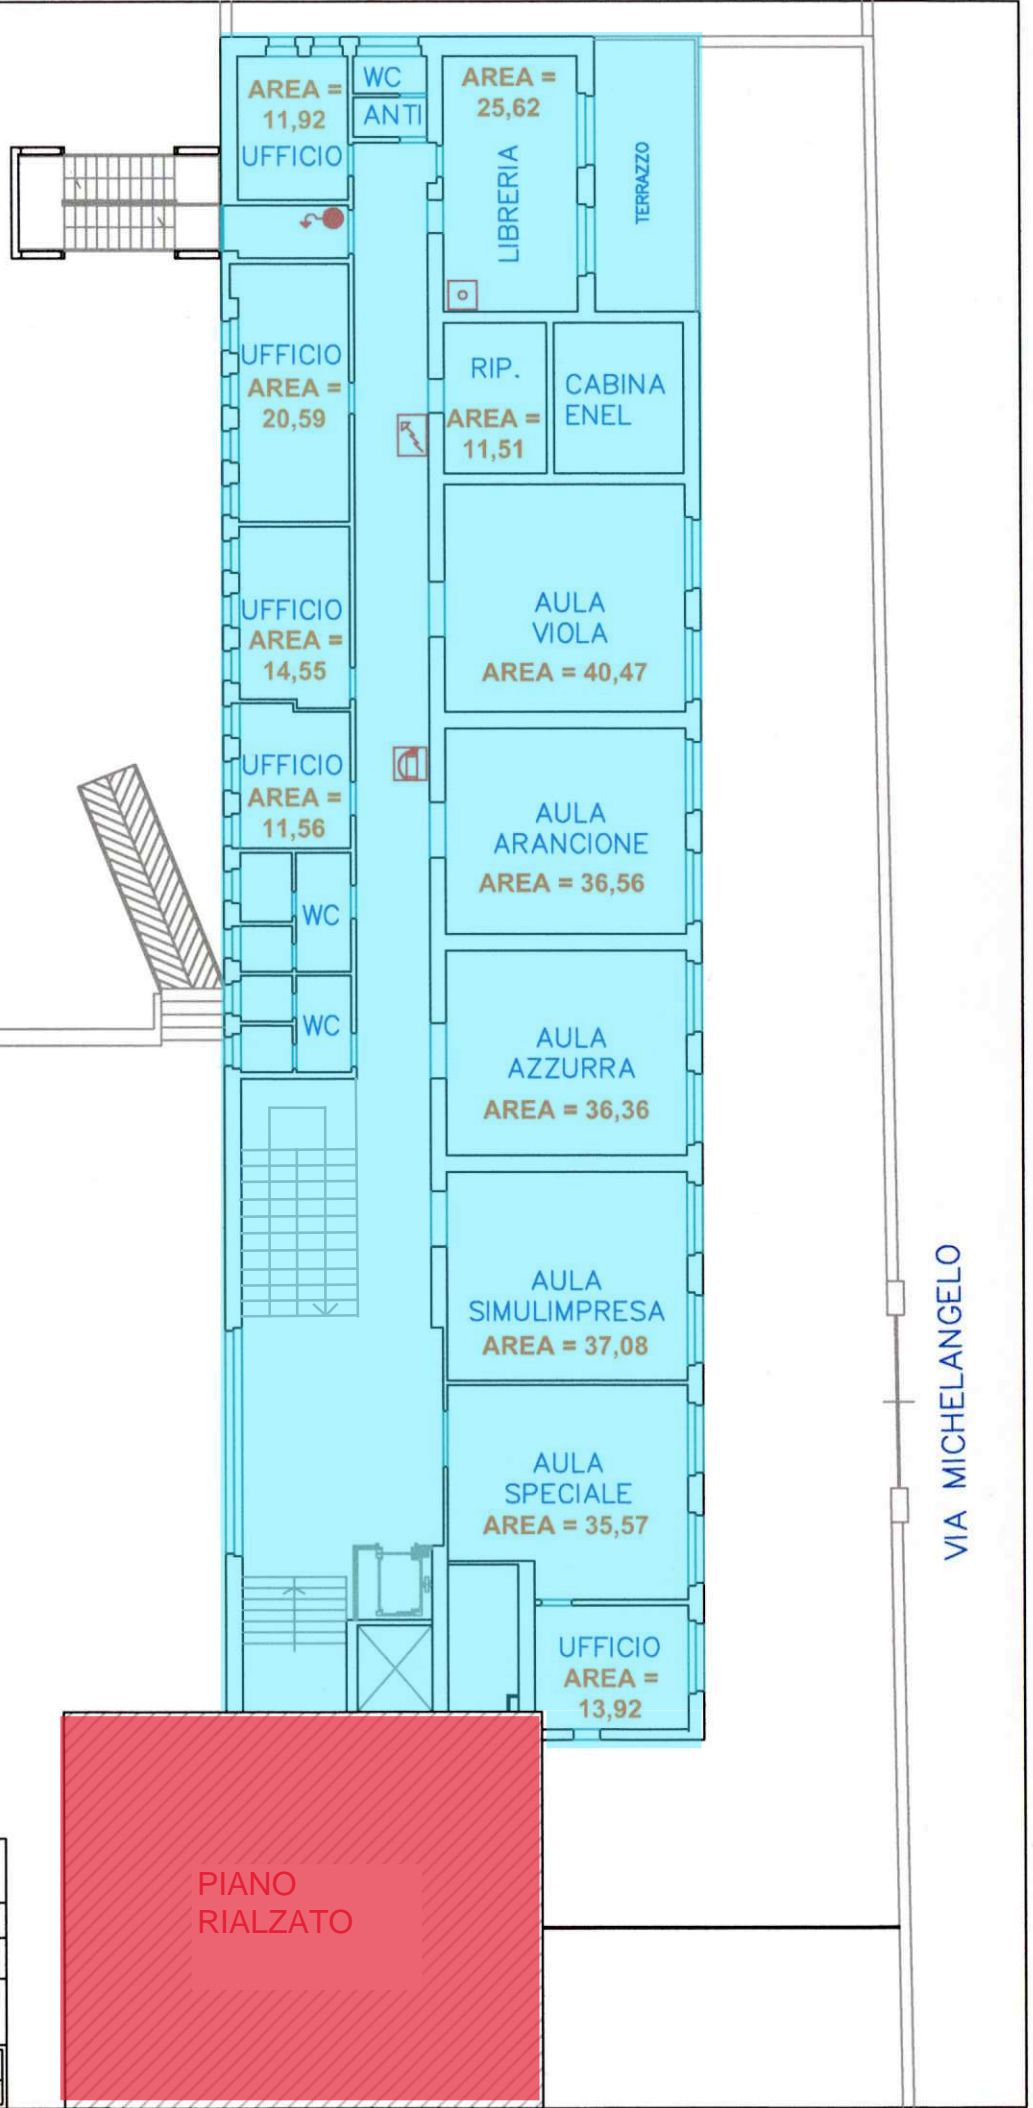 AREA =
11,92
UFFICIO
WC
ANTI
AREA =
25,62
LIBRERIA
TERRAZZO
UFFICIO
AREA =
20,59
RIP.
AREA =
11,51
CABINA
ENEL
UFFICIO
AREA =
14,55
AULA
VIOLA
AREA = 40,47
UFFICIO
AREA =
11,56
AULA
ARANCIONE
AREA = 36,56
WC
WC
AULA
AZZURRA
AREA = 36,36
AULA
SIMULIMPRESA
AREA = 37,08
AULA
SPECIALE
AREA = 35,57
UFFICIO
AREA =
13,92
VIA MICHELANGELO
PIANO
RIALZATO